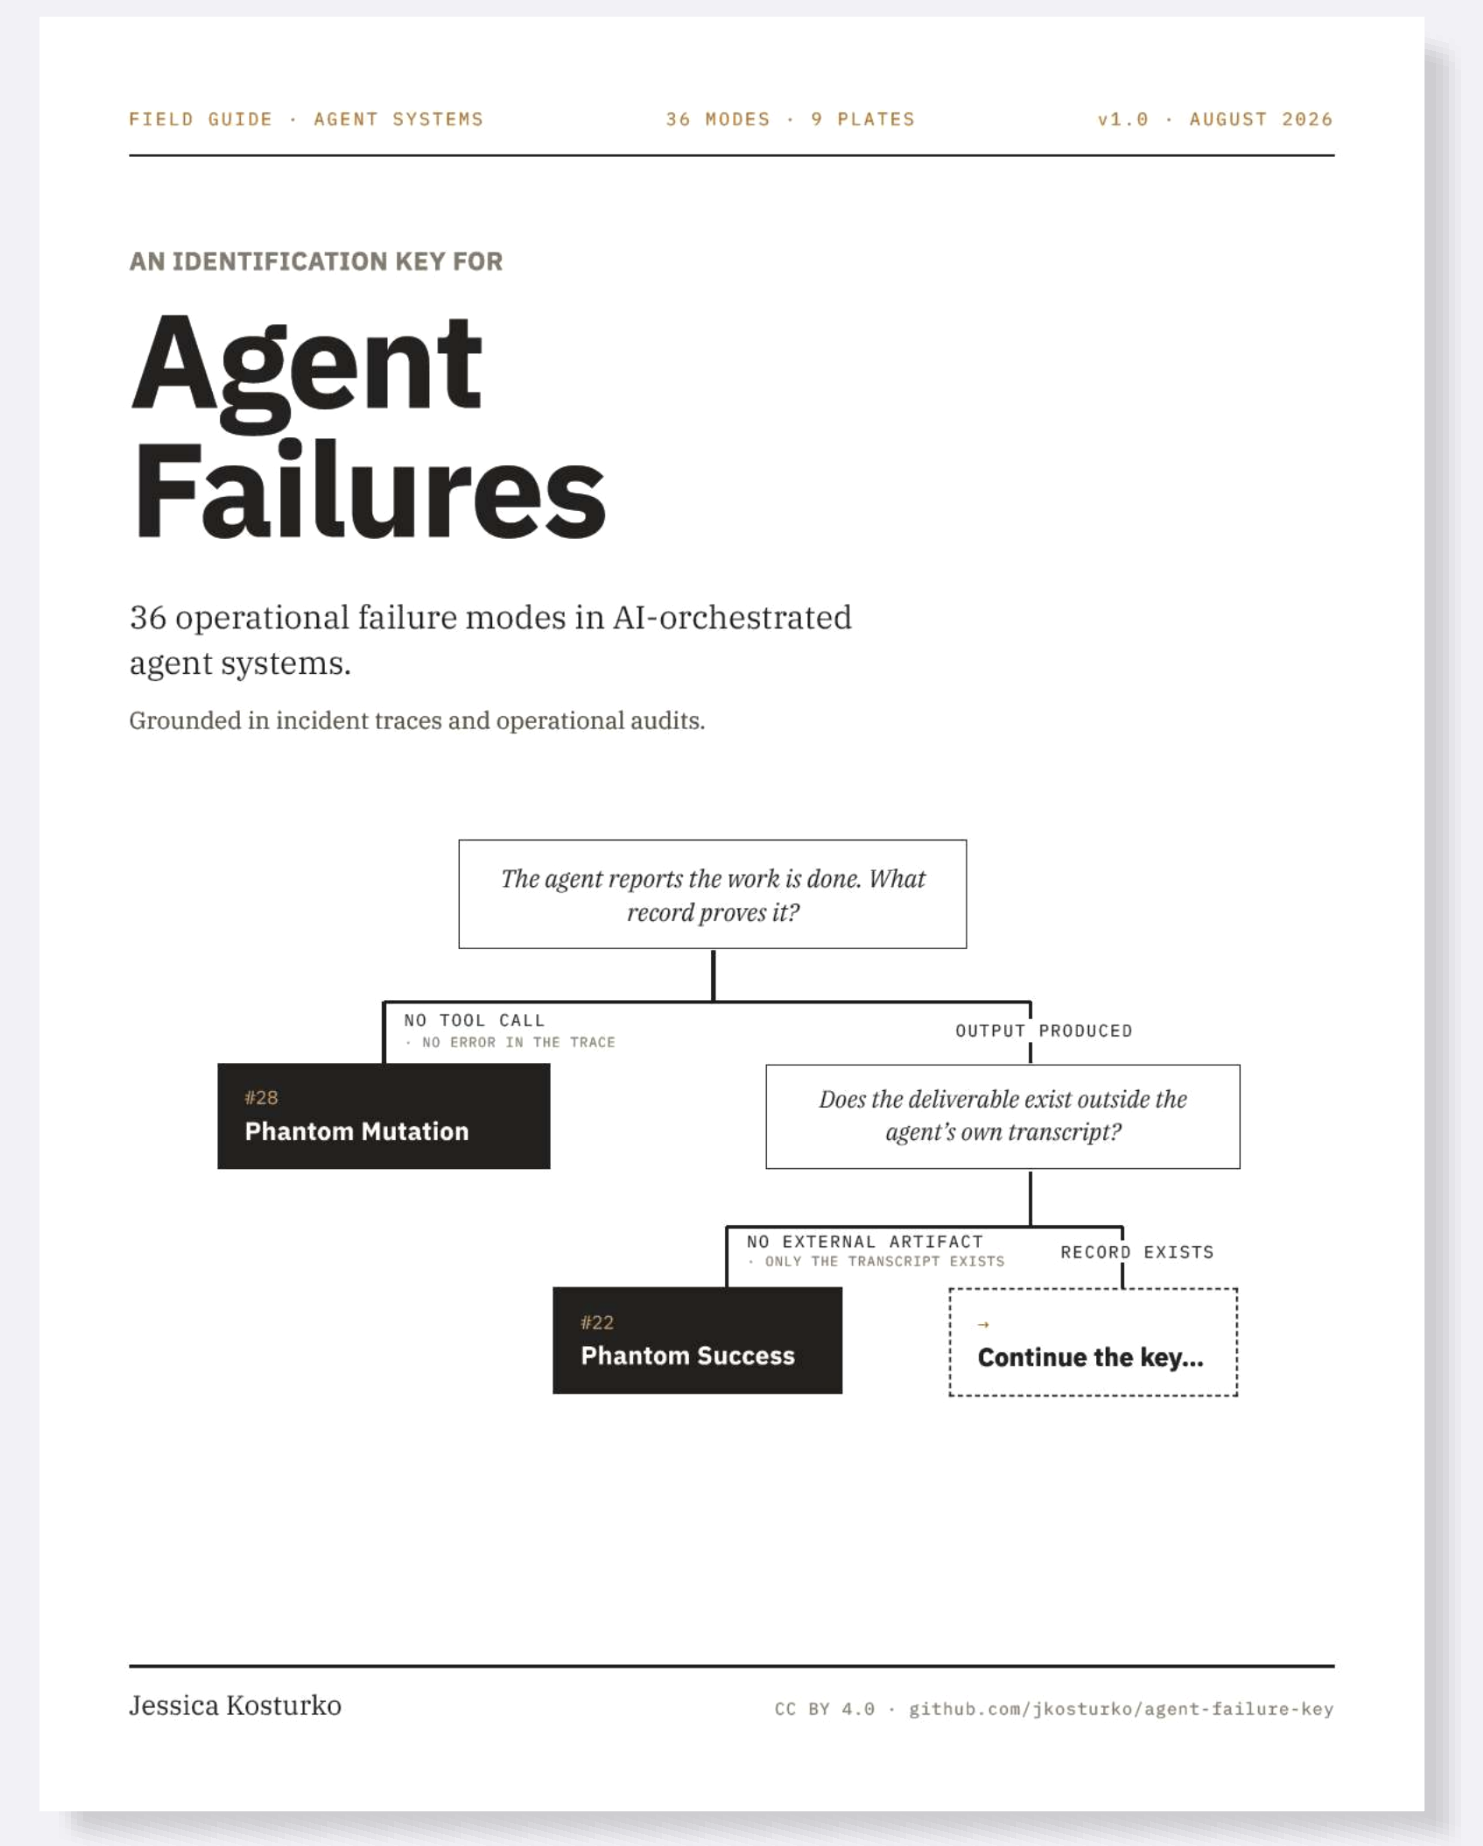 FIELD GUIDE · AGENT SYSTEMS
36 MODES · 9 PLATES
v1.0 · AUGUST 2026
AN IDENTIFICATION KEY FOR
Agent
Failures
36 operational failure modes in AI-orchestrated
agent systems.
Grounded in incident traces and operational audits.
The agent reports the work is done. What
record proves it?
NO TOOL CALL
· NO ERROR IN THE TRACE
OUTPUT PRODUCED
#28
Phantom Mutation
Does the deliverable exist outside the
agent’s own transcript?
NO EXTERNAL ARTIFACT
· ONLY THE TRANSCRIPT EXISTS
RECORD EXISTS
#22
Phantom Success
→
Continue the key...
Jessica Kosturko
CC BY 4.0 · github.com/jkosturko/agent-failure-key